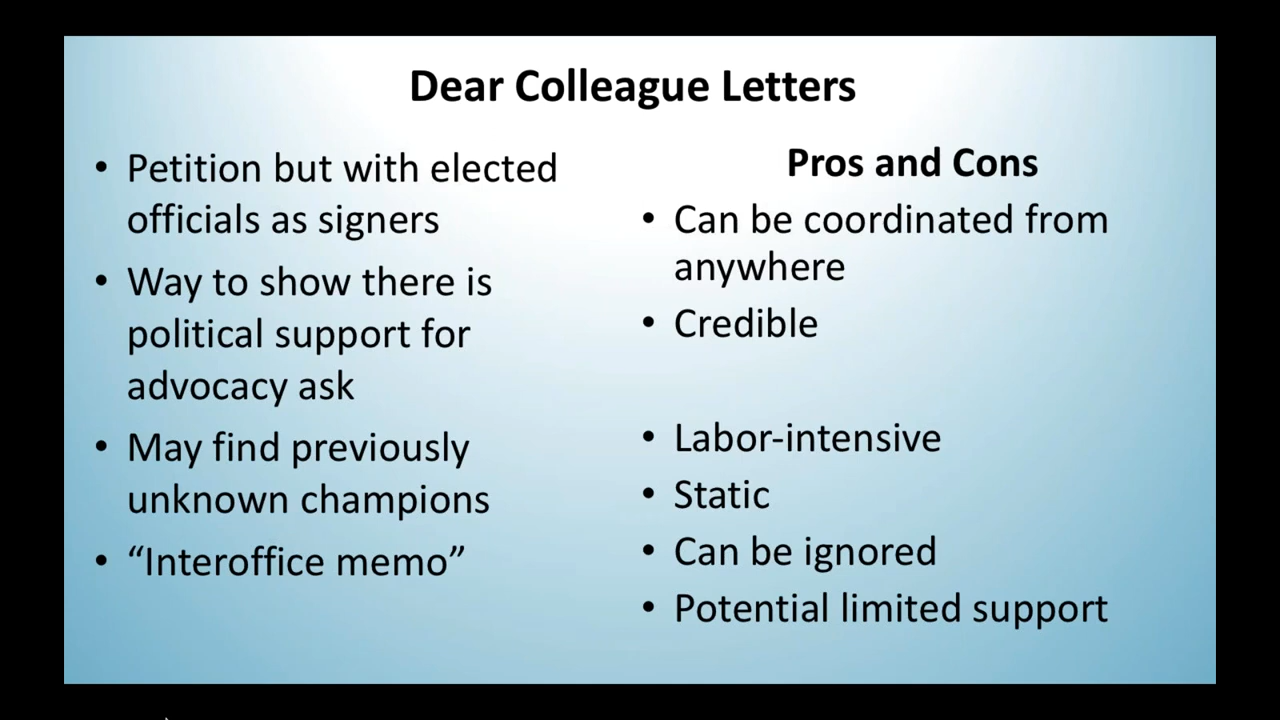 Dear Colleague Letters
• Petition but with elected
officials as signers
• Way to show there is
political support for
advocacy ask
• May find previously
unknown champions
• “Interoffice memo”
Pros and Cons
• Can be coordinated from
anywhere
• Credible
• Labor-intensive
• Static
• Can be ignored
• Potential limited support